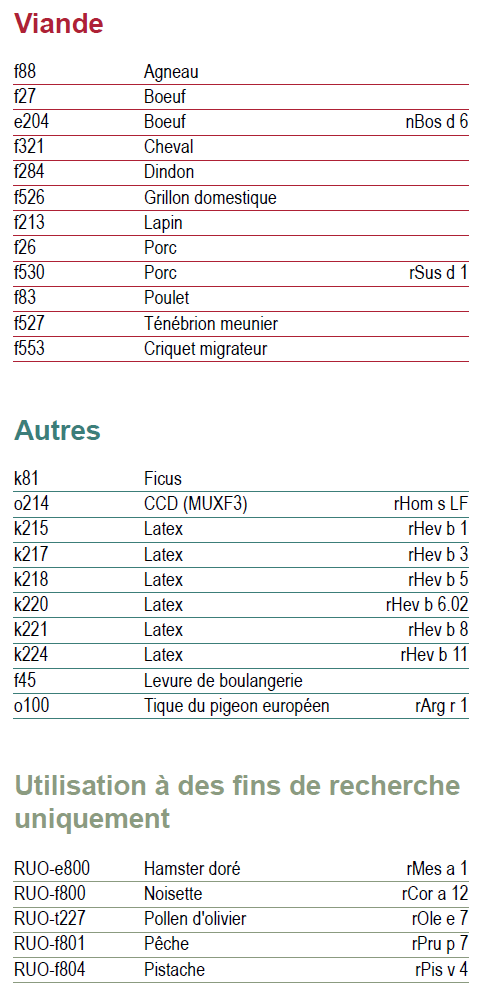 Viande
f88 Agneau
f27 Boeuf
e204 Boeuf nBos d 6
f321 Cheval
f284 Dindon
f526 Grillon domestique
f213 Lapin
f26 Porc
f530 Porc rSus d 1
f83 Poulet
f527 Ténébrion meunier
f553 Criquet migrateur
Autres
k81 Ficus
o214 CCD (MUXF3) rHom s LF
k215 Latex rHev b 1
k217 Latex rHev b 3
k218 Latex rHev b 5
k220 Latex rHev b 6.02
k221 Latex rHev b 8
k224 Latex rHev b 11
f45 Levure de boulangerie
o100 Tique du pigeon européen rArg r 1
Utilisation à des fins de recherche
uniquement
RUO-e800 Hamster doré rMes a 1
RUO-f800 Noisette rCor a 12
RUO-t227 Pollen d'olivier rOle e 7
RUO-f801 Pêche rPru p 7
RUO-f804 Pistache rPis v 4